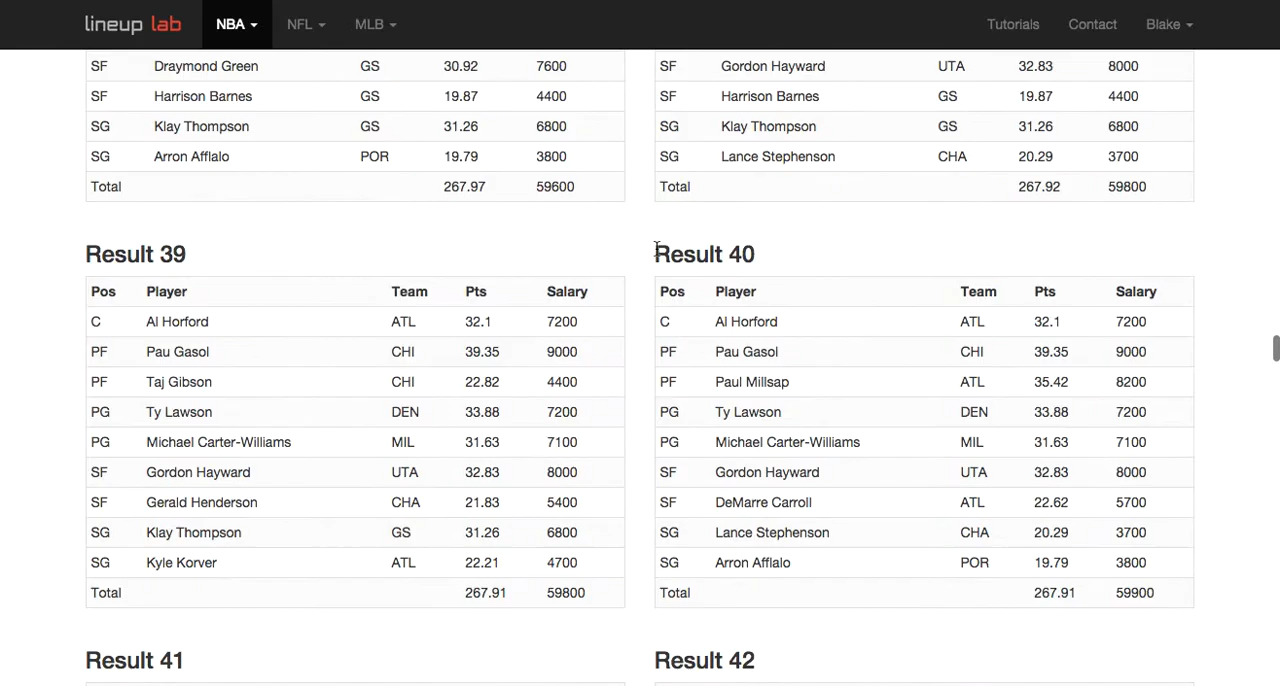 lineup lab NBA NFL MLB Tutorials Contact Blake
SF Draymond Green GS 30.92 7600
SF Harrison Barnes GS 19.87 4400
SG Klay Thompson GS 31.26 6800
SG Arron Afflalo POR 19.79 3800
Total 267.97 59600
SF Gordon Hayward UTA 32.83 8000
SF Harrison Barnes GS 19.87 4400
SG Klay Thompson GS 31.26 6800
SG Lance Stephenson CHA 20.29 3700
Total 267.92 59800
Result 39
Pos Player Team Pts Salary
C Al Horford ATL 32.1 7200
PF Pau Gasol CHI 39.35 9000
PF Taj Gibson CHI 22.82 4400
PG Ty Lawson DEN 33.88 7200
PG Michael Carter-Williams MIL 31.63 7100
SF Gordon Hayward UTA 32.83 8000
SF Gerald Henderson CHA 21.83 5400
SG Klay Thompson GS 31.26 6800
SG Kyle Korver ATL 22.21 4700
Total 267.91 59800
Result 40
Pos Player Team Pts Salary
C Al Horford ATL 32.1 7200
PF Pau Gasol CHI 39.35 9000
PF Paul Millsap ATL 35.42 8200
PG Ty Lawson DEN 33.88 7200
PG Michael Carter-Williams MIL 31.63 7100
SF Gordon Hayward UTA 32.83 8000
SF DeMarre Carroll ATL 22.62 5700
SG Lance Stephenson CHA 20.29 3700
SG Arron Afflalo POR 19.79 3800
Total 267.91 59900
Result 41
Result 42